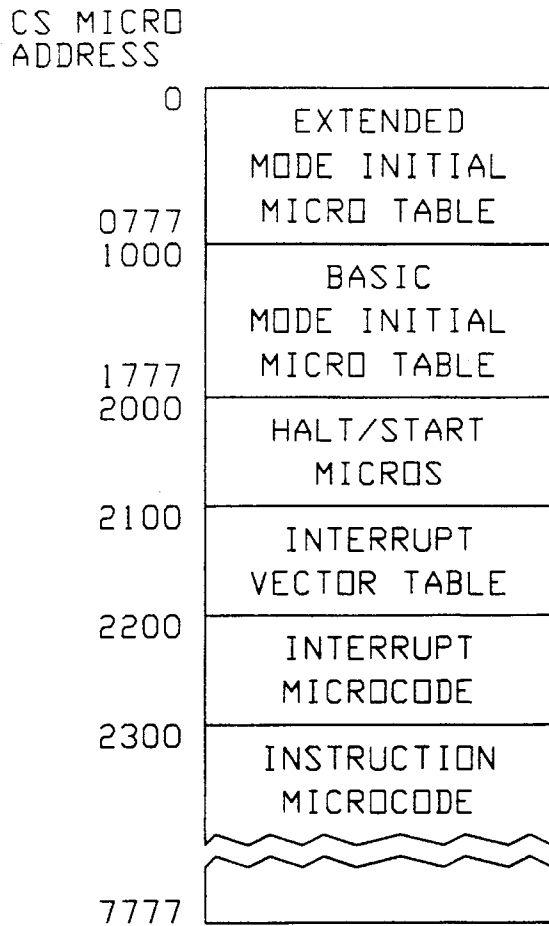 CS MICRO
ADDRESS
0
EXTENDED
MODE INITIAL
MICRO TABLE
0777
1000
BASIC
MODE INITIAL
MICRO TABLE
1777
2000
HALT/START
MICROS
2100
INTERRUPT
VECTOR TABLE
2200
INTERRUPT
MICROCODE
2300
INSTRUCTION
MICROCODE
7777